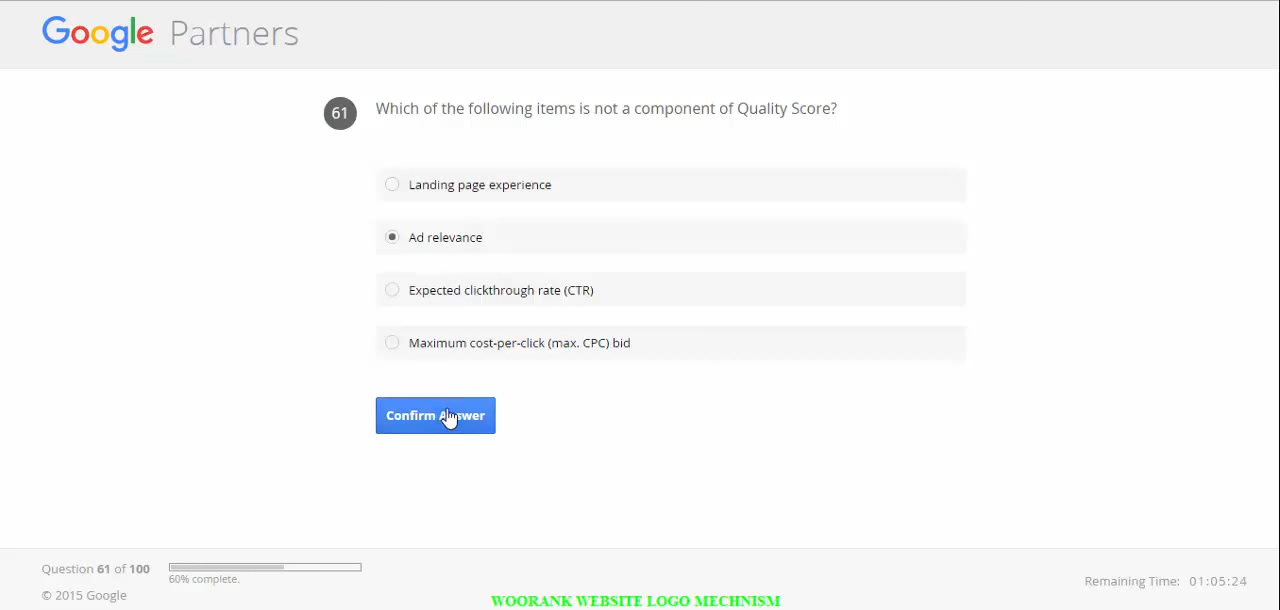 Google Partners
61 Which of the following items is not a component of Quality Score?
Landing page experience
Ad relevance
Expected clickthrough rate (CTR)
Maximum cost-per-click (max. CPC) bid
Confirm Answer
Question 61 of 100
60% complete.
© 2015 Google
Remaining Time: 01:05:24
WOORANK WEBSITE LOGO MECHNISM